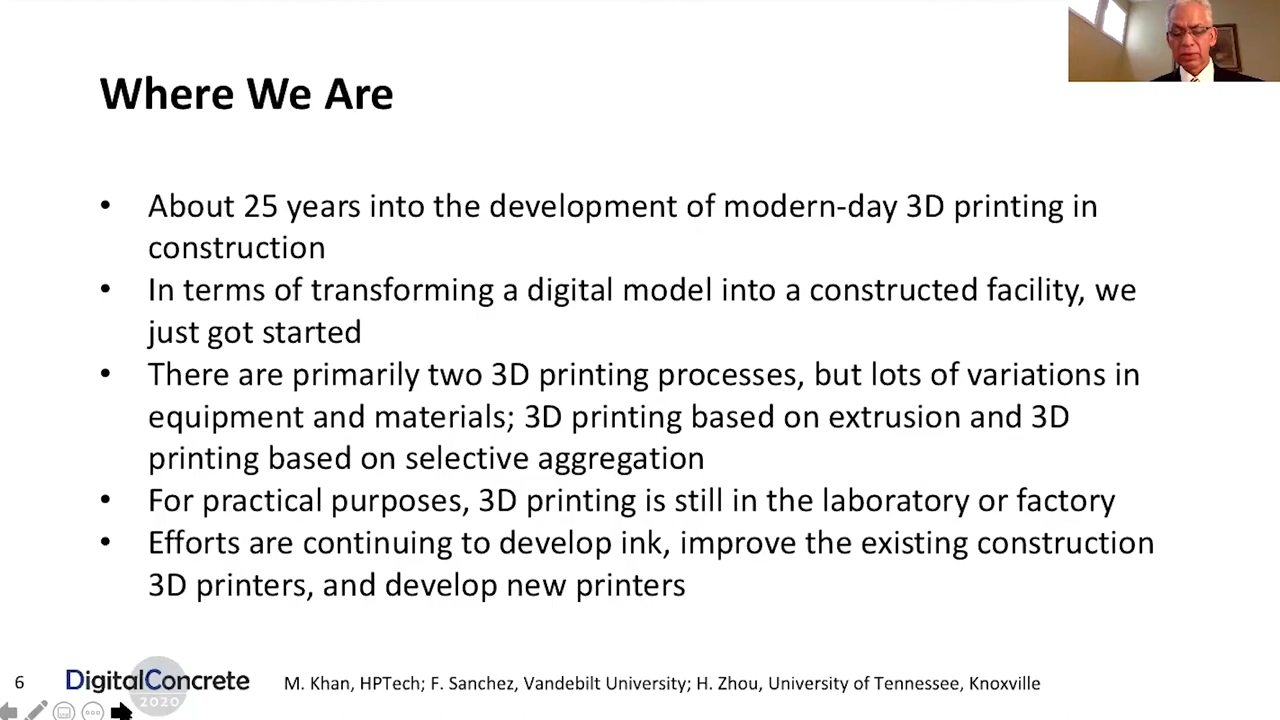 Where We Are
• About 25 years into the development of modern-day 3D printing in
construction
• In terms of transforming a digital model into a constructed facility, we
just got started
• There are primarily two 3D printing processes, but lots of variations in
equipment and materials; 3D printing based on extrusion and 3D
printing based on selective aggregation
• For practical purposes, 3D printing is still in the laboratory or factory
• Efforts are continuing to develop ink, improve the existing construction
3D printers, and develop new printers
6 DigitalConcrete M. Khan, HPTech; F. Sanchez, Vandebilt University; H. Zhou, University of Tennessee, Knoxville
2020